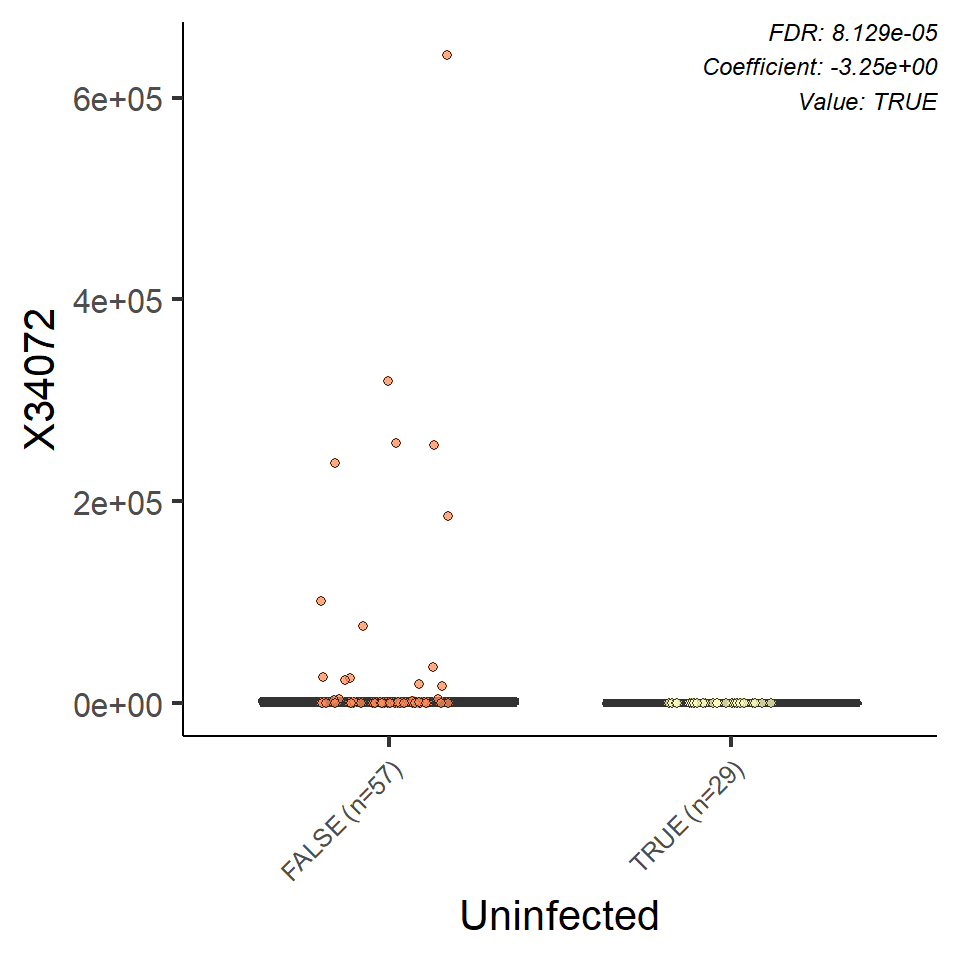 FDR: 8.129e-05
Coefficient: -3.25e+00
Value: TRUE
6e+05
4e+05
2e+05
0e+00
X34072
FALSE (n=57)
TRUE (n=29)
Uninfected